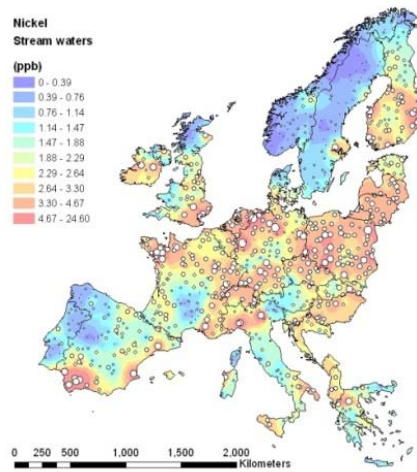 Nickel
Stream waters
(ppb)
0 - 0.39
0.39 - 0.76
0.76 - 1.14
1.14 - 1.47
1.47 - 1.88
1.88 - 2.29
2.29 - 2.64
2.64 - 3.30
3.30 - 4.67
4.67 - 24.60
0 250 500 1,000 1,500 2,000
Kilometers